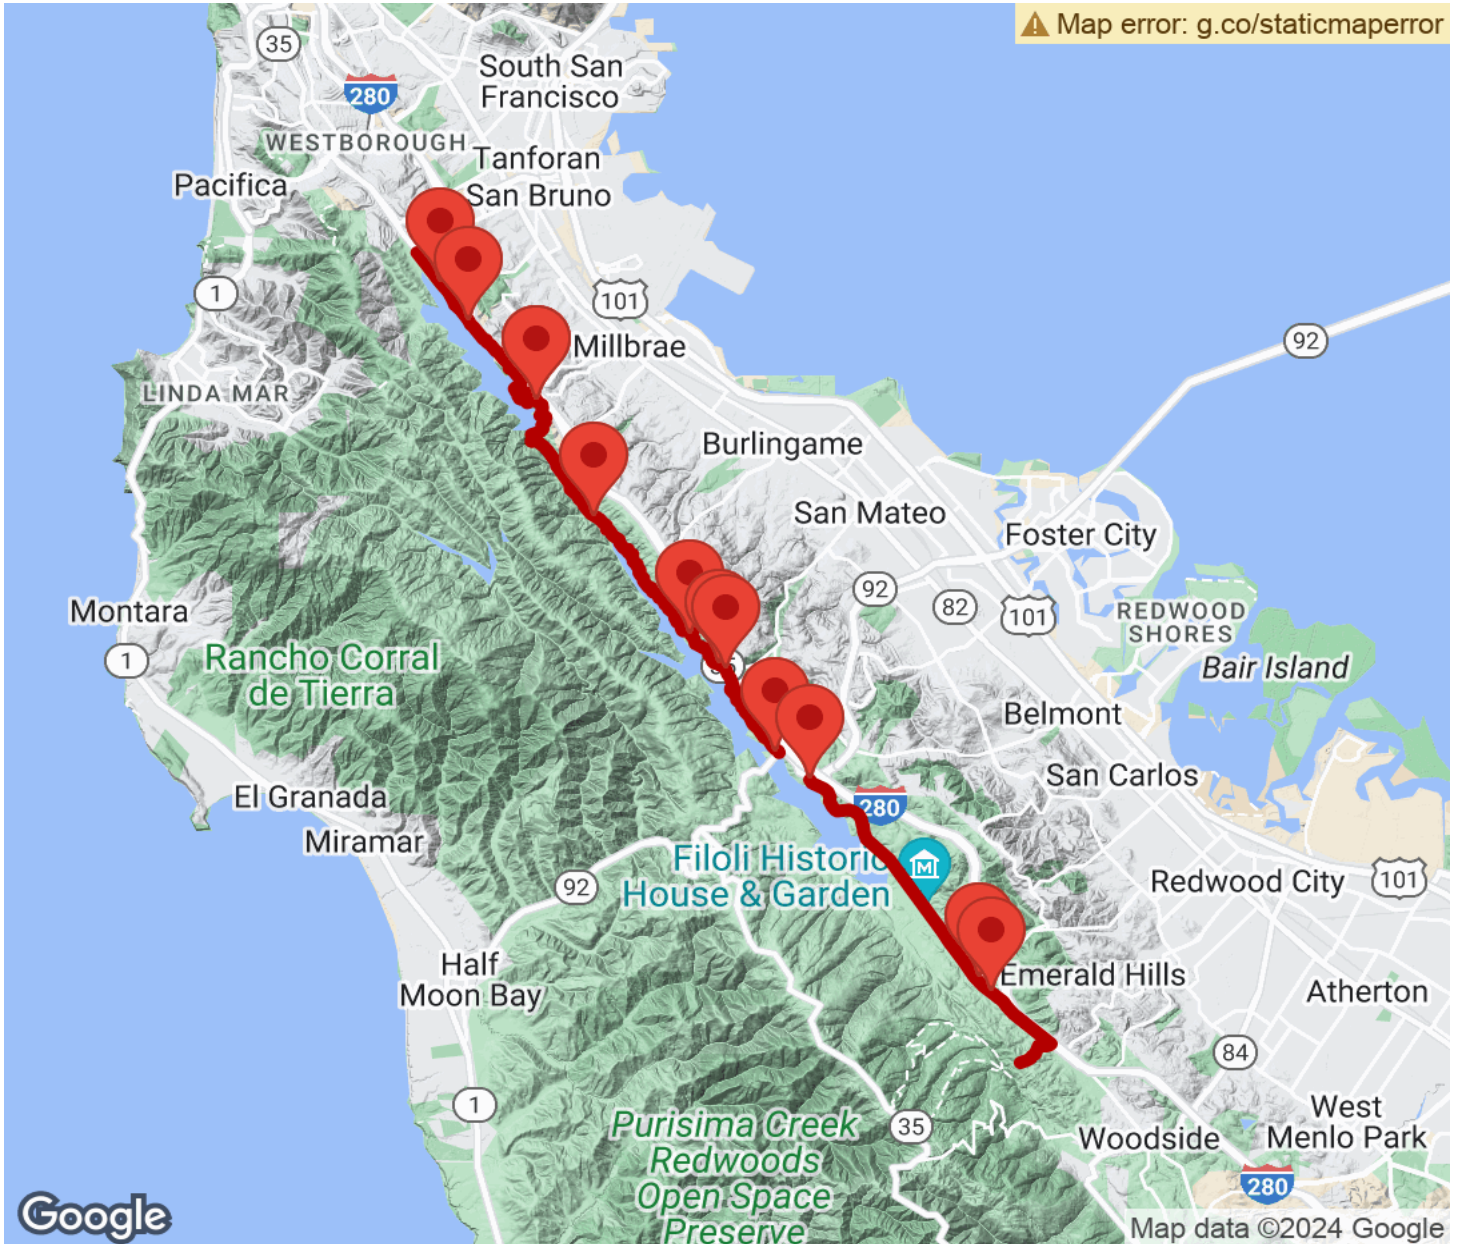 Map error: g.co/staticmaperror
35
South San
Francisco
280
WESTBOROUGH
Tanforan
Pacifica
San Bruno
1
101
92
Millbrae
LINDA MAR
Burlingame
San Mateo
Foster City
92
82
101
REDWOOD
SHORES
Montara
1
Rancho Corral
de Tierra
Bair Island
Belmont
San Carlos
El Granada
280
Miramar
Filoli Historic
House & Garden
92
Redwood City
101
Half
Moon Bay
Emerald Hills
Atherton
84
1
35
Purisima Creek
Redwoods
Open Space
Preserve
Woodside
West
Menlo Park
280
Google
Map data ©2024 Google